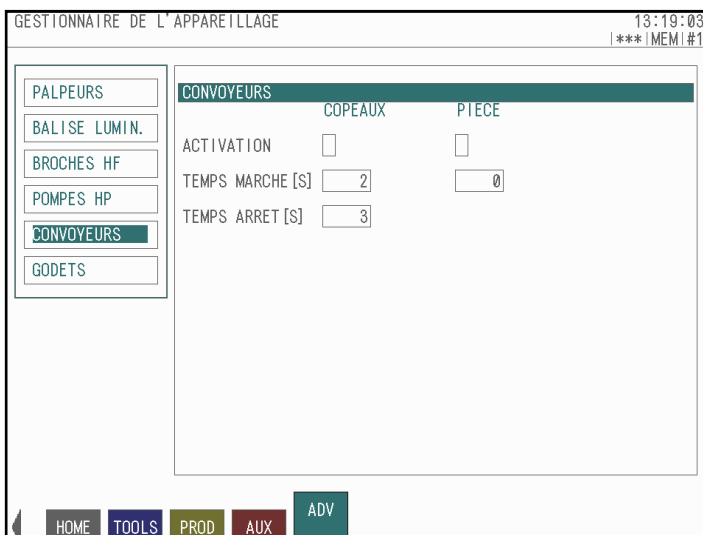 GESTIONNAIRE DE L'APPAREILLAGE
13:19:03
|***|MEM|#1
PALPEURS
BALISE LUMIN.
BROCHES HF
POMPES HP
CONVOYEURS
GODETS
CONVOYEURS
COPEAUX PIECE
ACTIVATION
TEMPS MARCHE[S] 2 0
TEMPS ARRET[S] 3
HOME TOOLS PROD AUX ADV